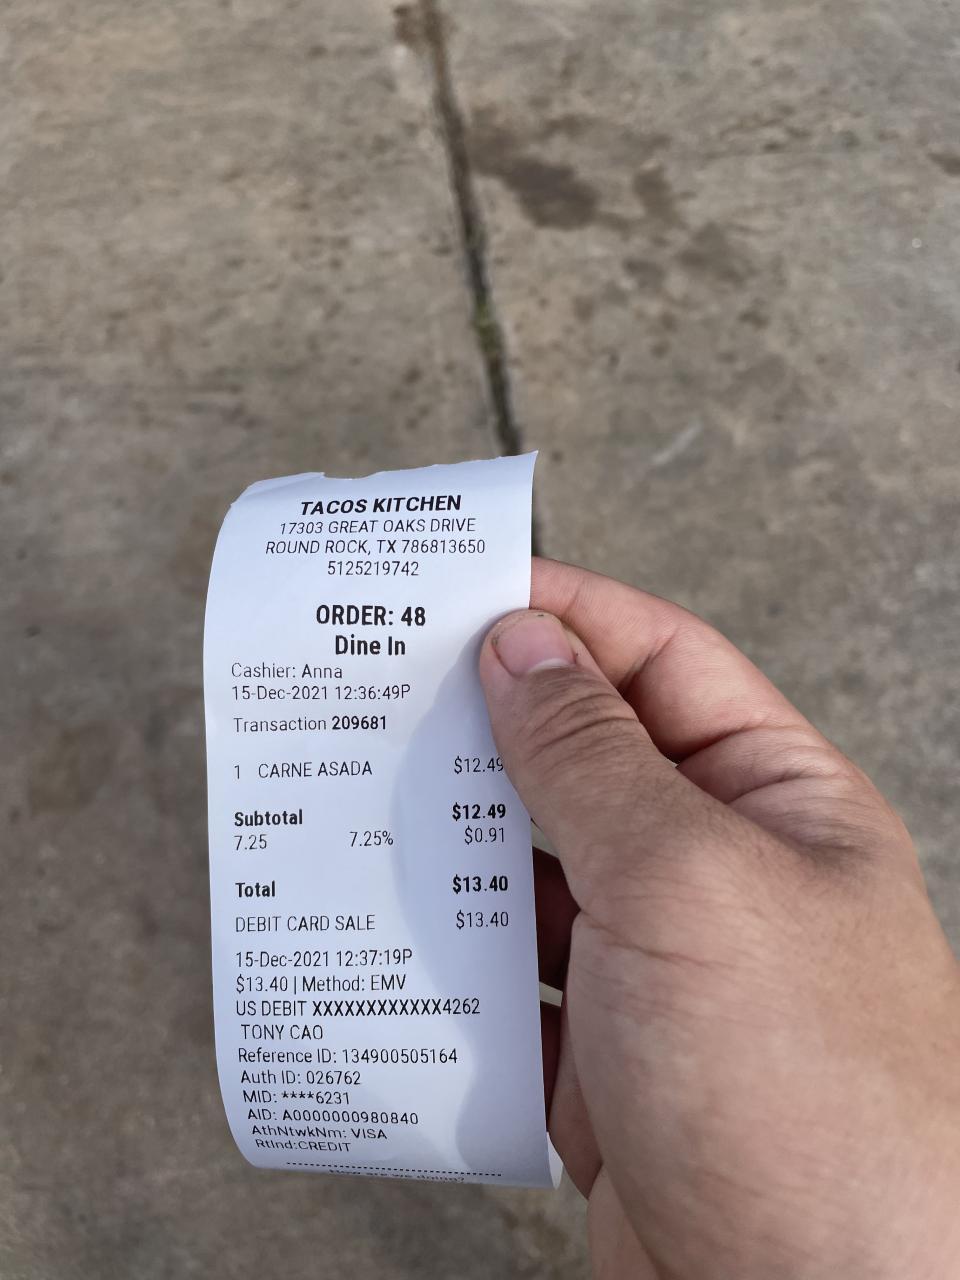 TACOS KITCHEN
17303 GREAT OAKS DRIVE
ROUND ROCK, TX 786813650
5125219742
ORDER: 48
Dine In
Cashier: Anna
15-Dec-2021 12:36:49P
Transaction 209681
1 CARNE ASADA $12.49
Subtotal $12.49
7.25 7.25% $0.91
Total $13.40
DEBIT CARD SALE $13.40
15-Dec-2021 12:37:19P
$13.40 | Method: EMV
US DEBIT XXXXXXXXXXXX4262
TONY CAO
Reference ID: 134900505164
Auth ID: 026762
MID: ****6231
AID: A0000000980840
AthNtwkNm: VISA
RtInd:CREDIT
How are we doing?